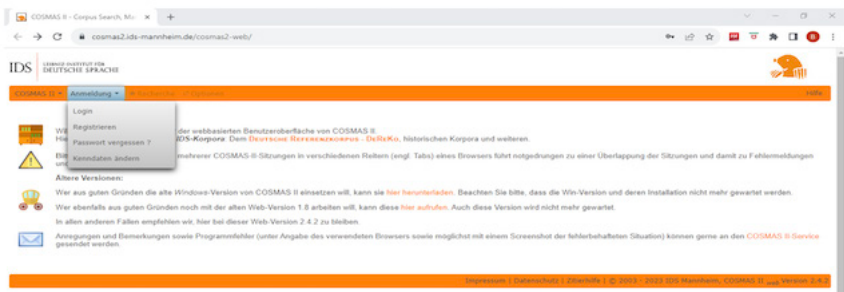 COSMAS II - Corpus Search, Ma
cosmas2.ids-mannheim.de/cosmas2-web/
IDS LEIBNIZ-INSTITUT FÜR
DEUTSCHE SPRACHE
COSMAS II Anmeldung Recherche Optionen Hilfe
Login
Registrieren
Passwort vergessen ?
Kenndaten ändern
der webbasierten Benutzeroberfläche von COSMAS II.
IDS-Korpora. Dem DEUTSCHEN REFERENZKORPUS - DEREKO, historischen Korpora und weiteren.
mehrerer COSMAS-II-Sitzungen in verschiedenen Reitern (engl. Tabs) eines Browsers führt notgedrungen zu einer Überlappung der Sitzungen und damit zu Fehlermeldungen
Ältere Versionen:
Wer aus guten Gründen die alte Windows-Version von COSMAS II einsetzen will, kann sie hier herunterladen. Beachten Sie bitte, dass die Win-Version und deren Installation nicht mehr gewartet werden.
Wer ebenfalls aus guten Gründen noch mit der alten Web-Version 1.8 arbeiten will, kann diese hier aufrufen. Auch diese Version wird nicht mehr gewartet.
In allen anderen Fällen empfehlen wir, hier bei dieser Web-Version 2.4.2 zu bleiben.
Anregungen und Bemerkungen sowie Programmfehler (unter Angabe des verwendeten Browsers sowie möglichst mit einem Screenshot der fehlerbehafteten Situation) können gerne an den COSMAS II-Service
gesendet werden.
Impressum | Datenschutz | Zitierhilfe | © 2003 - 2023 IDS Mannheim, COSMAS II web Version 2.4.2